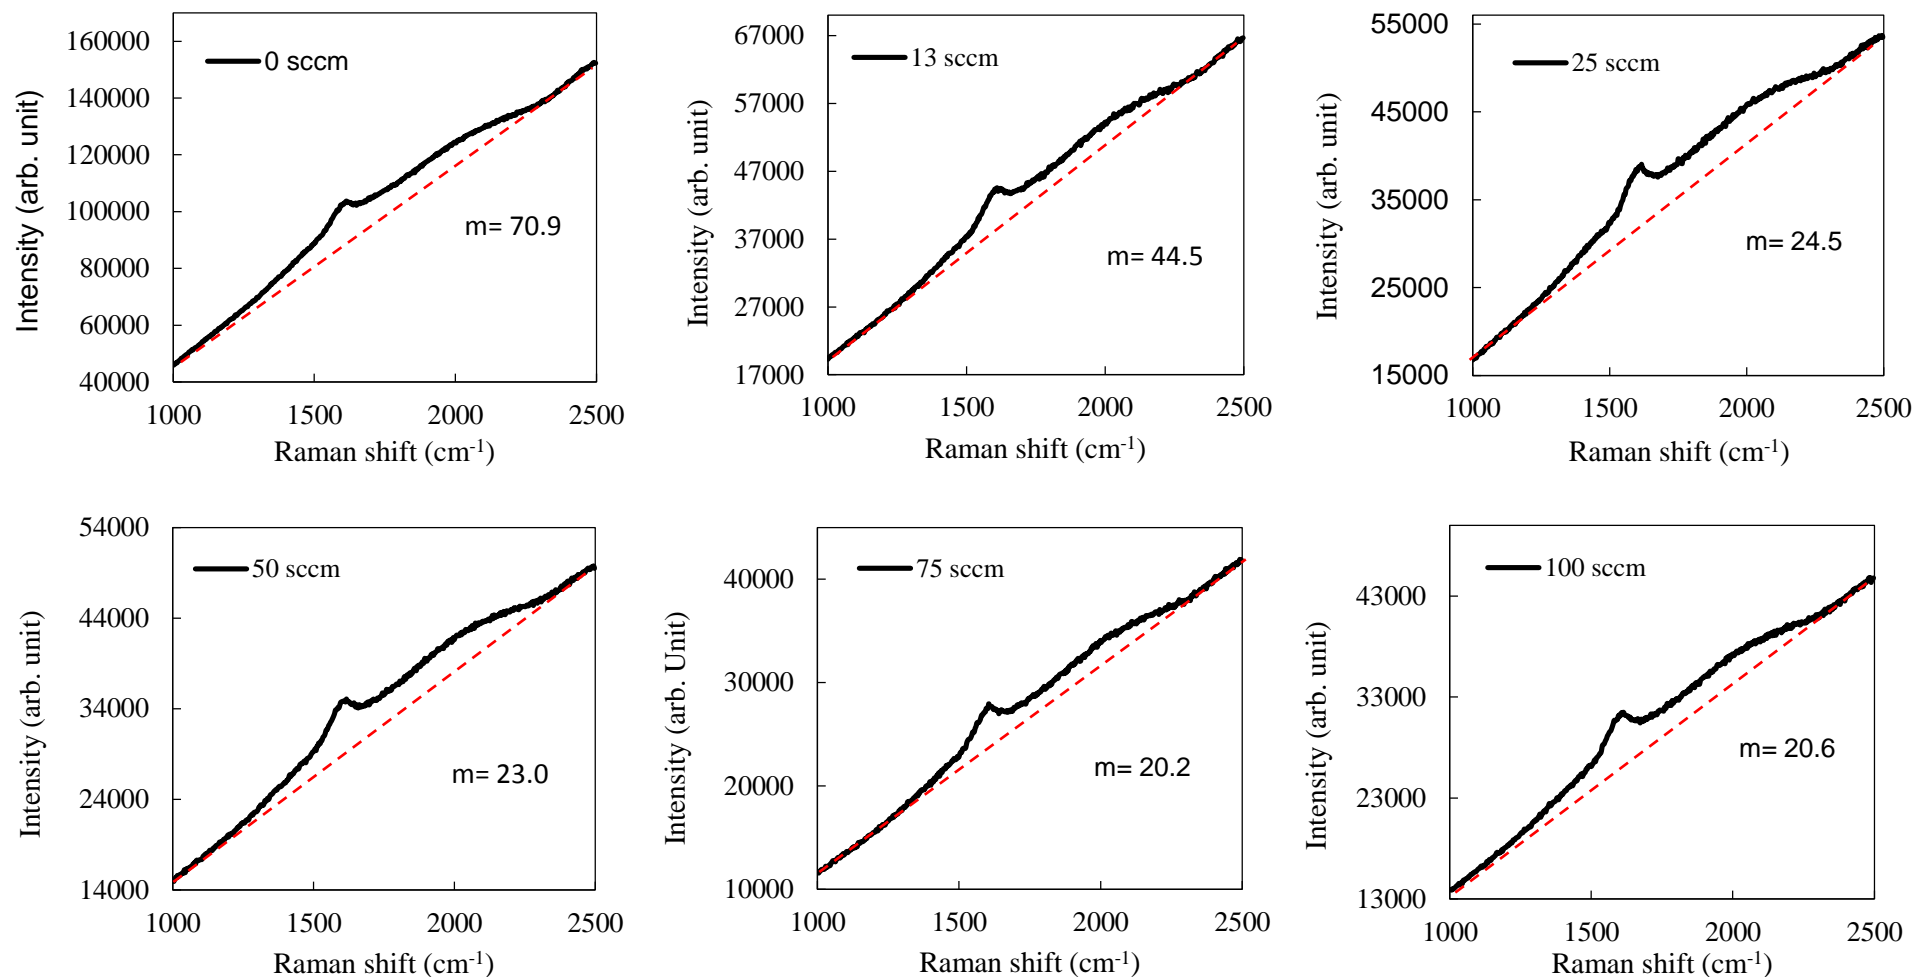 160000
140000
120000
100000
80000
60000
40000
1000 1500 2000 2500
Raman shift (cm-1)
Intensity (arb. unit)
0 sccm
m= 70.9
67000
57000
47000
37000
27000
17000
1000 1500 2000 2500
Raman shift (cm-1)
Intensity (arb. unit)
13 sccm
m= 44.5
55000
45000
35000
25000
15000
1000 1500 2000 2500
Raman shift (cm-1)
Intensity (arb. unit)
25 sccm
m= 24.5
54000
44000
34000
24000
14000
1000 1500 2000 2500
Raman shift (cm-1)
Intensity (arb. unit)
50 sccm
m= 23.0
40000
30000
20000
10000
1000 1500 2000 2500
Raman shift (cm-1)
Intensity (arb. Unit)
75 sccm
m= 20.2
43000
33000
23000
13000
1000 1500 2000 2500
Raman shift (cm-1)
Intensity (arb. unit)
100 sccm
m= 20.6